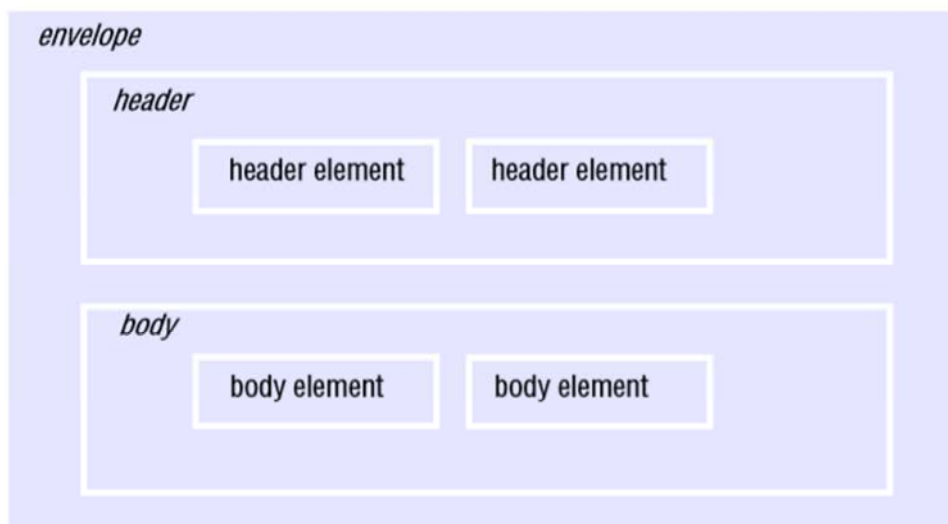 envelope
header
header element header element
body
body element body element